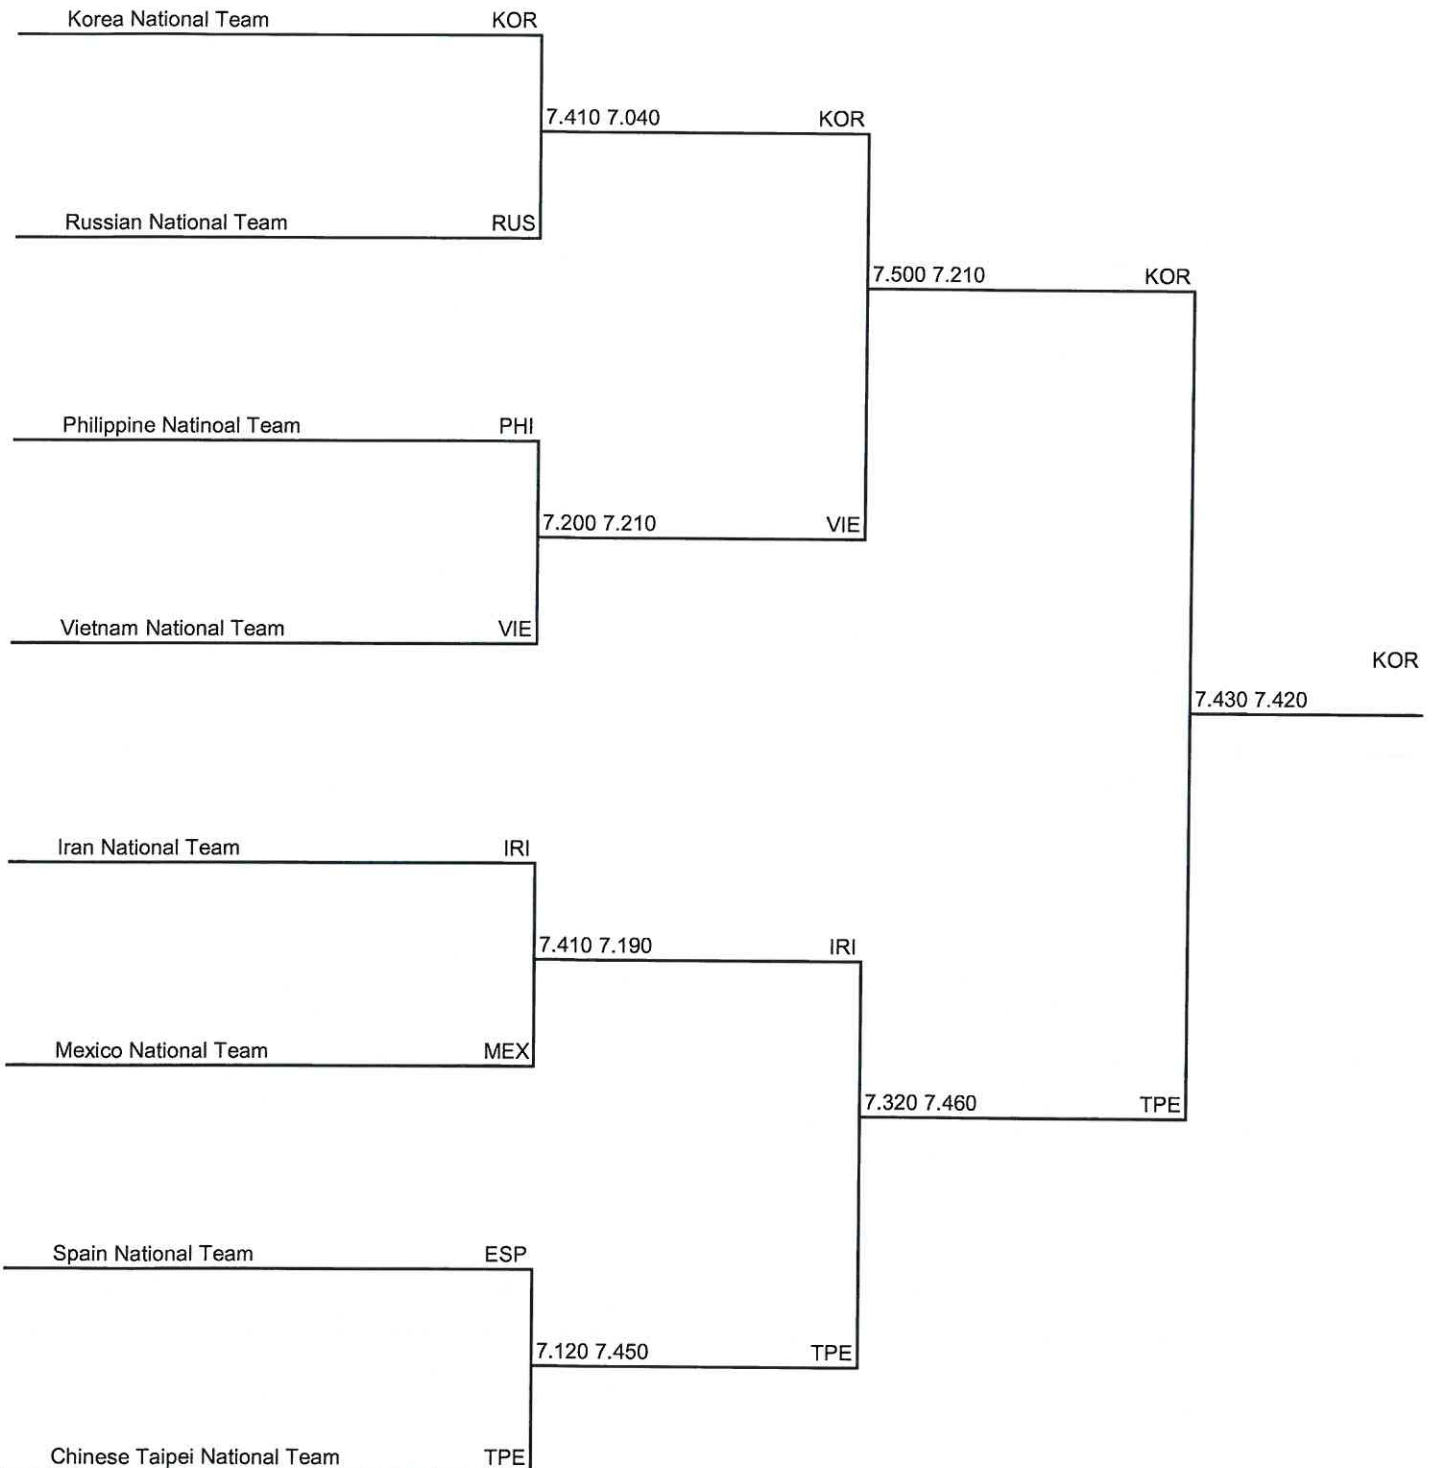 Korea National Team KOR
7.410 7.040 KOR
Russian National Team RUS
7.500 7.210 KOR
Philippine Natinoal Team PHI
7.200 7.210 VIE
Vietnam National Team VIE
KOR
7.430 7.420
Iran National Team IRI
7.410 7.190 IRI
Mexico National Team MEX
7.320 7.460 TPE
Spain National Team ESP
7.120 7.450 TPE
Chinese Taipei National Team TPE